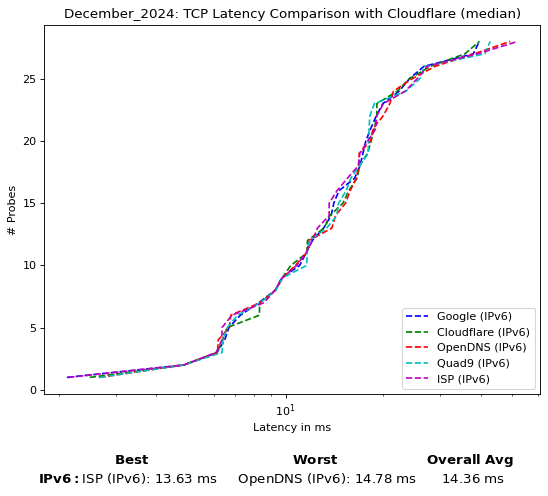 December_2024: TCP Latency Comparison with Cloudflare (median)
# Probes
25
20
15
10
5
0
Google (IPv6)
Cloudflare (IPv6)
OpenDNS (IPv6)
Quad9 (IPv6)
ISP (IPv6)
10¹
Latency in ms
Best Worst Overall Avg
IPv6: ISP (IPv6): 13.63 ms OpenDNS (IPv6): 14.78 ms 14.36 ms